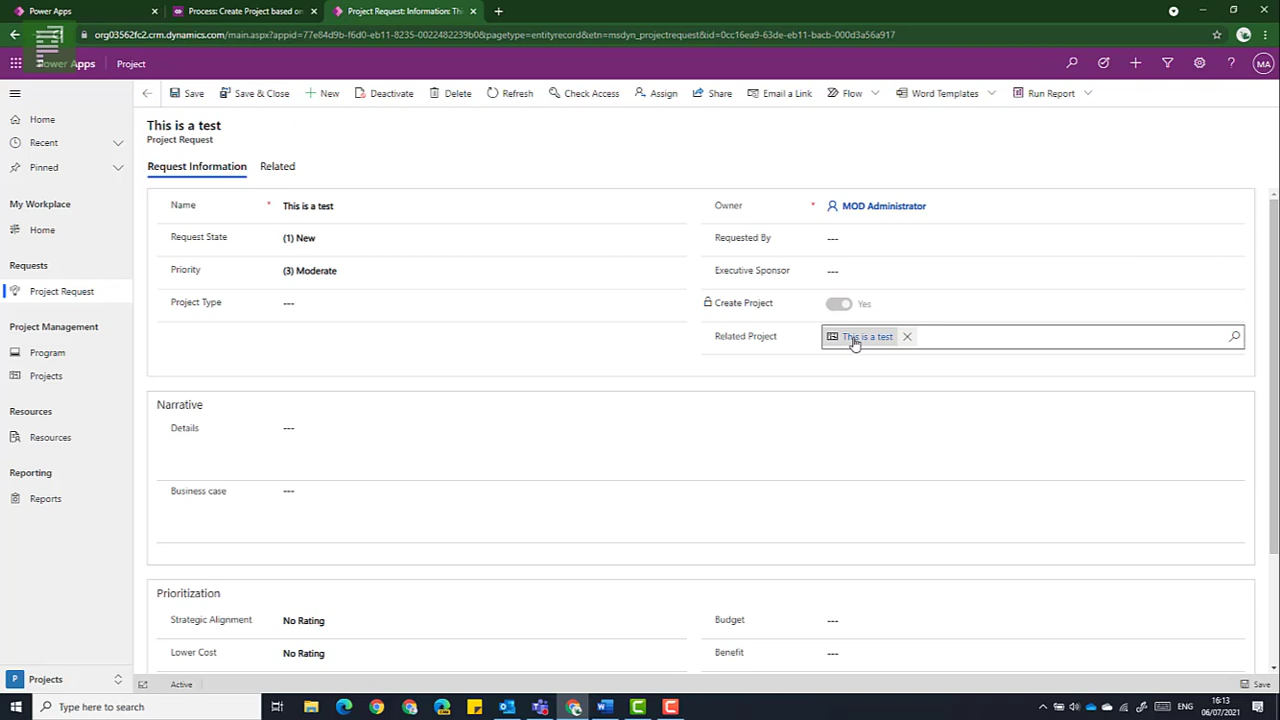 Power Apps
Process: Create Project based on
Project Request: Information: Thi
org03562fc2.crm.dynamics.com/main.aspx?appid=77e84d9b-f6d0-eb11-8235-0022482239b0&pagetype=entityrecord&etn=msdyn_projectrequest&id=0cc16ea9-63de-eb11-bacb-000d3a56a917
Power Apps
Project
MA
Save
Save & Close
New
Deactivate
Delete
Refresh
Check Access
Assign
Share
Email a Link
Flow
Word Templates
Run Report
Home
Recent
Pinned
My Workplace
Home
Requests
Project Request
Project Management
Program
Projects
Resources
Resources
Reporting
Reports
P Projects
This is a test
Project Request
Request Information
Related
Name * This is a test
Owner * MOD Administrator
Request State (1) New
Requested By ---
Priority (3) Moderate
Executive Sponsor ---
Project Type ---
Create Project Yes
Related Project This is a test
Narrative
Details ---
Business case ---
Prioritization
Strategic Alignment No Rating
Budget ---
Lower Cost No Rating
Benefit ---
Active
Save
Type here to search
ENG
16:13
06/07/2021